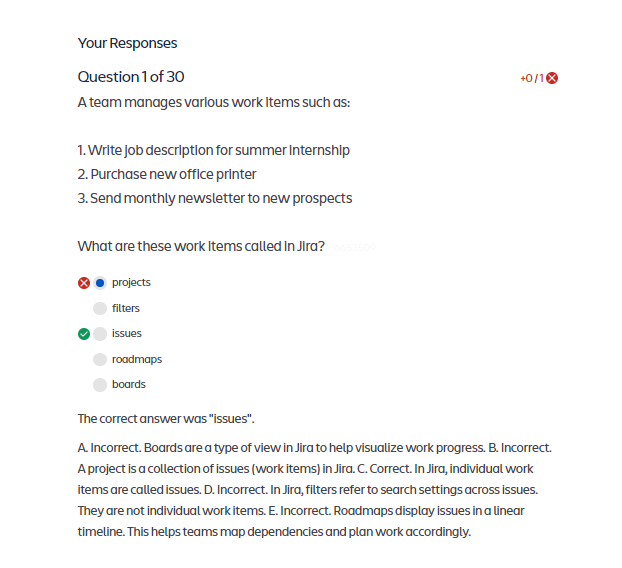 Your Responses
Question 1 of 30
+0 / 1
A team manages various work items such as:
1. Write job description for summer internship
2. Purchase new office printer
3. Send monthly newsletter to new prospects
What are these work items called in Jira?
projects
filters
issues
roadmaps
boards
The correct answer was "issues".
A. Incorrect. Boards are a type of view in Jira to help visualize work progress. B. Incorrect.
A project is a collection of issues (work items) in Jira. C. Correct. In Jira, individual work
items are called issues. D. Incorrect. In Jira, filters refer to search settings across issues.
They are not individual work items. E. Incorrect. Roadmaps display issues in a linear
timeline. This helps teams map dependencies and plan work accordingly.